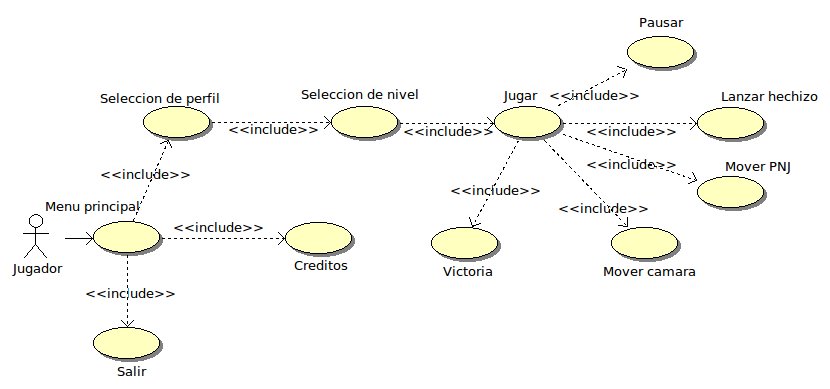 Pausar
Seleccion de perfil
Seleccion de nivel
Jugar
<<include>>
Lanzar hechizo
<<include>>
<<include>>
<<include>>
<<include>>
Mover PNJ
<<include>>
<<include>>
<<include>>
Menu principal
<<include>>
<<include>>
Jugador
Creditos
Victoria
Mover camara
<<include>>
Salir